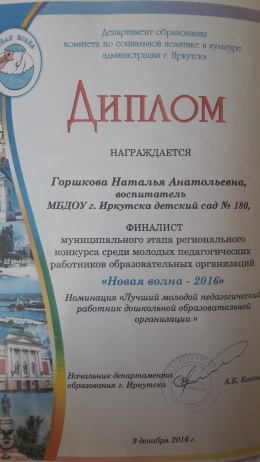 Департамент образования
комитета по социальной политике и культуре
администрации г. Иркутска
ДИПЛОМ
НАГРАЖДАЕТСЯ
Горшкова Наталья Анатольевна,
воспитатель
МБДОУ г. Иркутска детский сад № 180,
ФИНАЛИСТ
муниципального этапа регионального
конкурса среди молодых педагогических
работников образовательных организаций
«Новая волна - 2016»
Номинация «Лучший молодой педагогический
работник дошкольной образовательной
организации »
Начальник департамента
образования г. Иркутска
А.К.
9 декабря 2016 г.